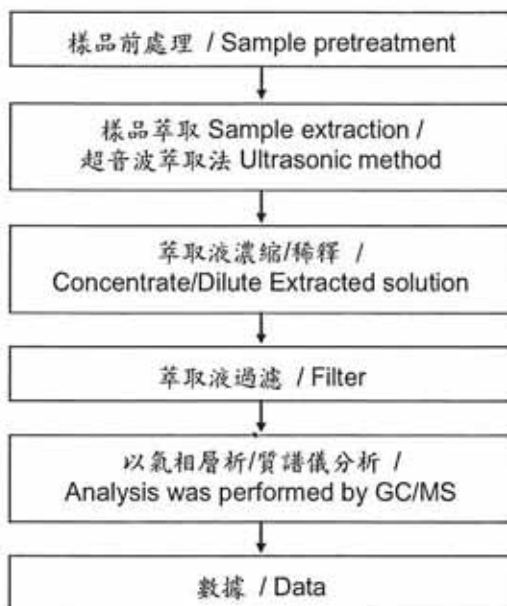 樣品前處理 / Sample pretreatment
樣品萃取 Sample extraction /
超音波萃取法 Ultrasonic method
萃取液濃縮/稀釋 /
Concentrate/Dilute Extracted solution
萃取液過濾 / Filter
以氣相層析/質譜儀分析 /
Analysis was performed by GC/MS
數據 / Data